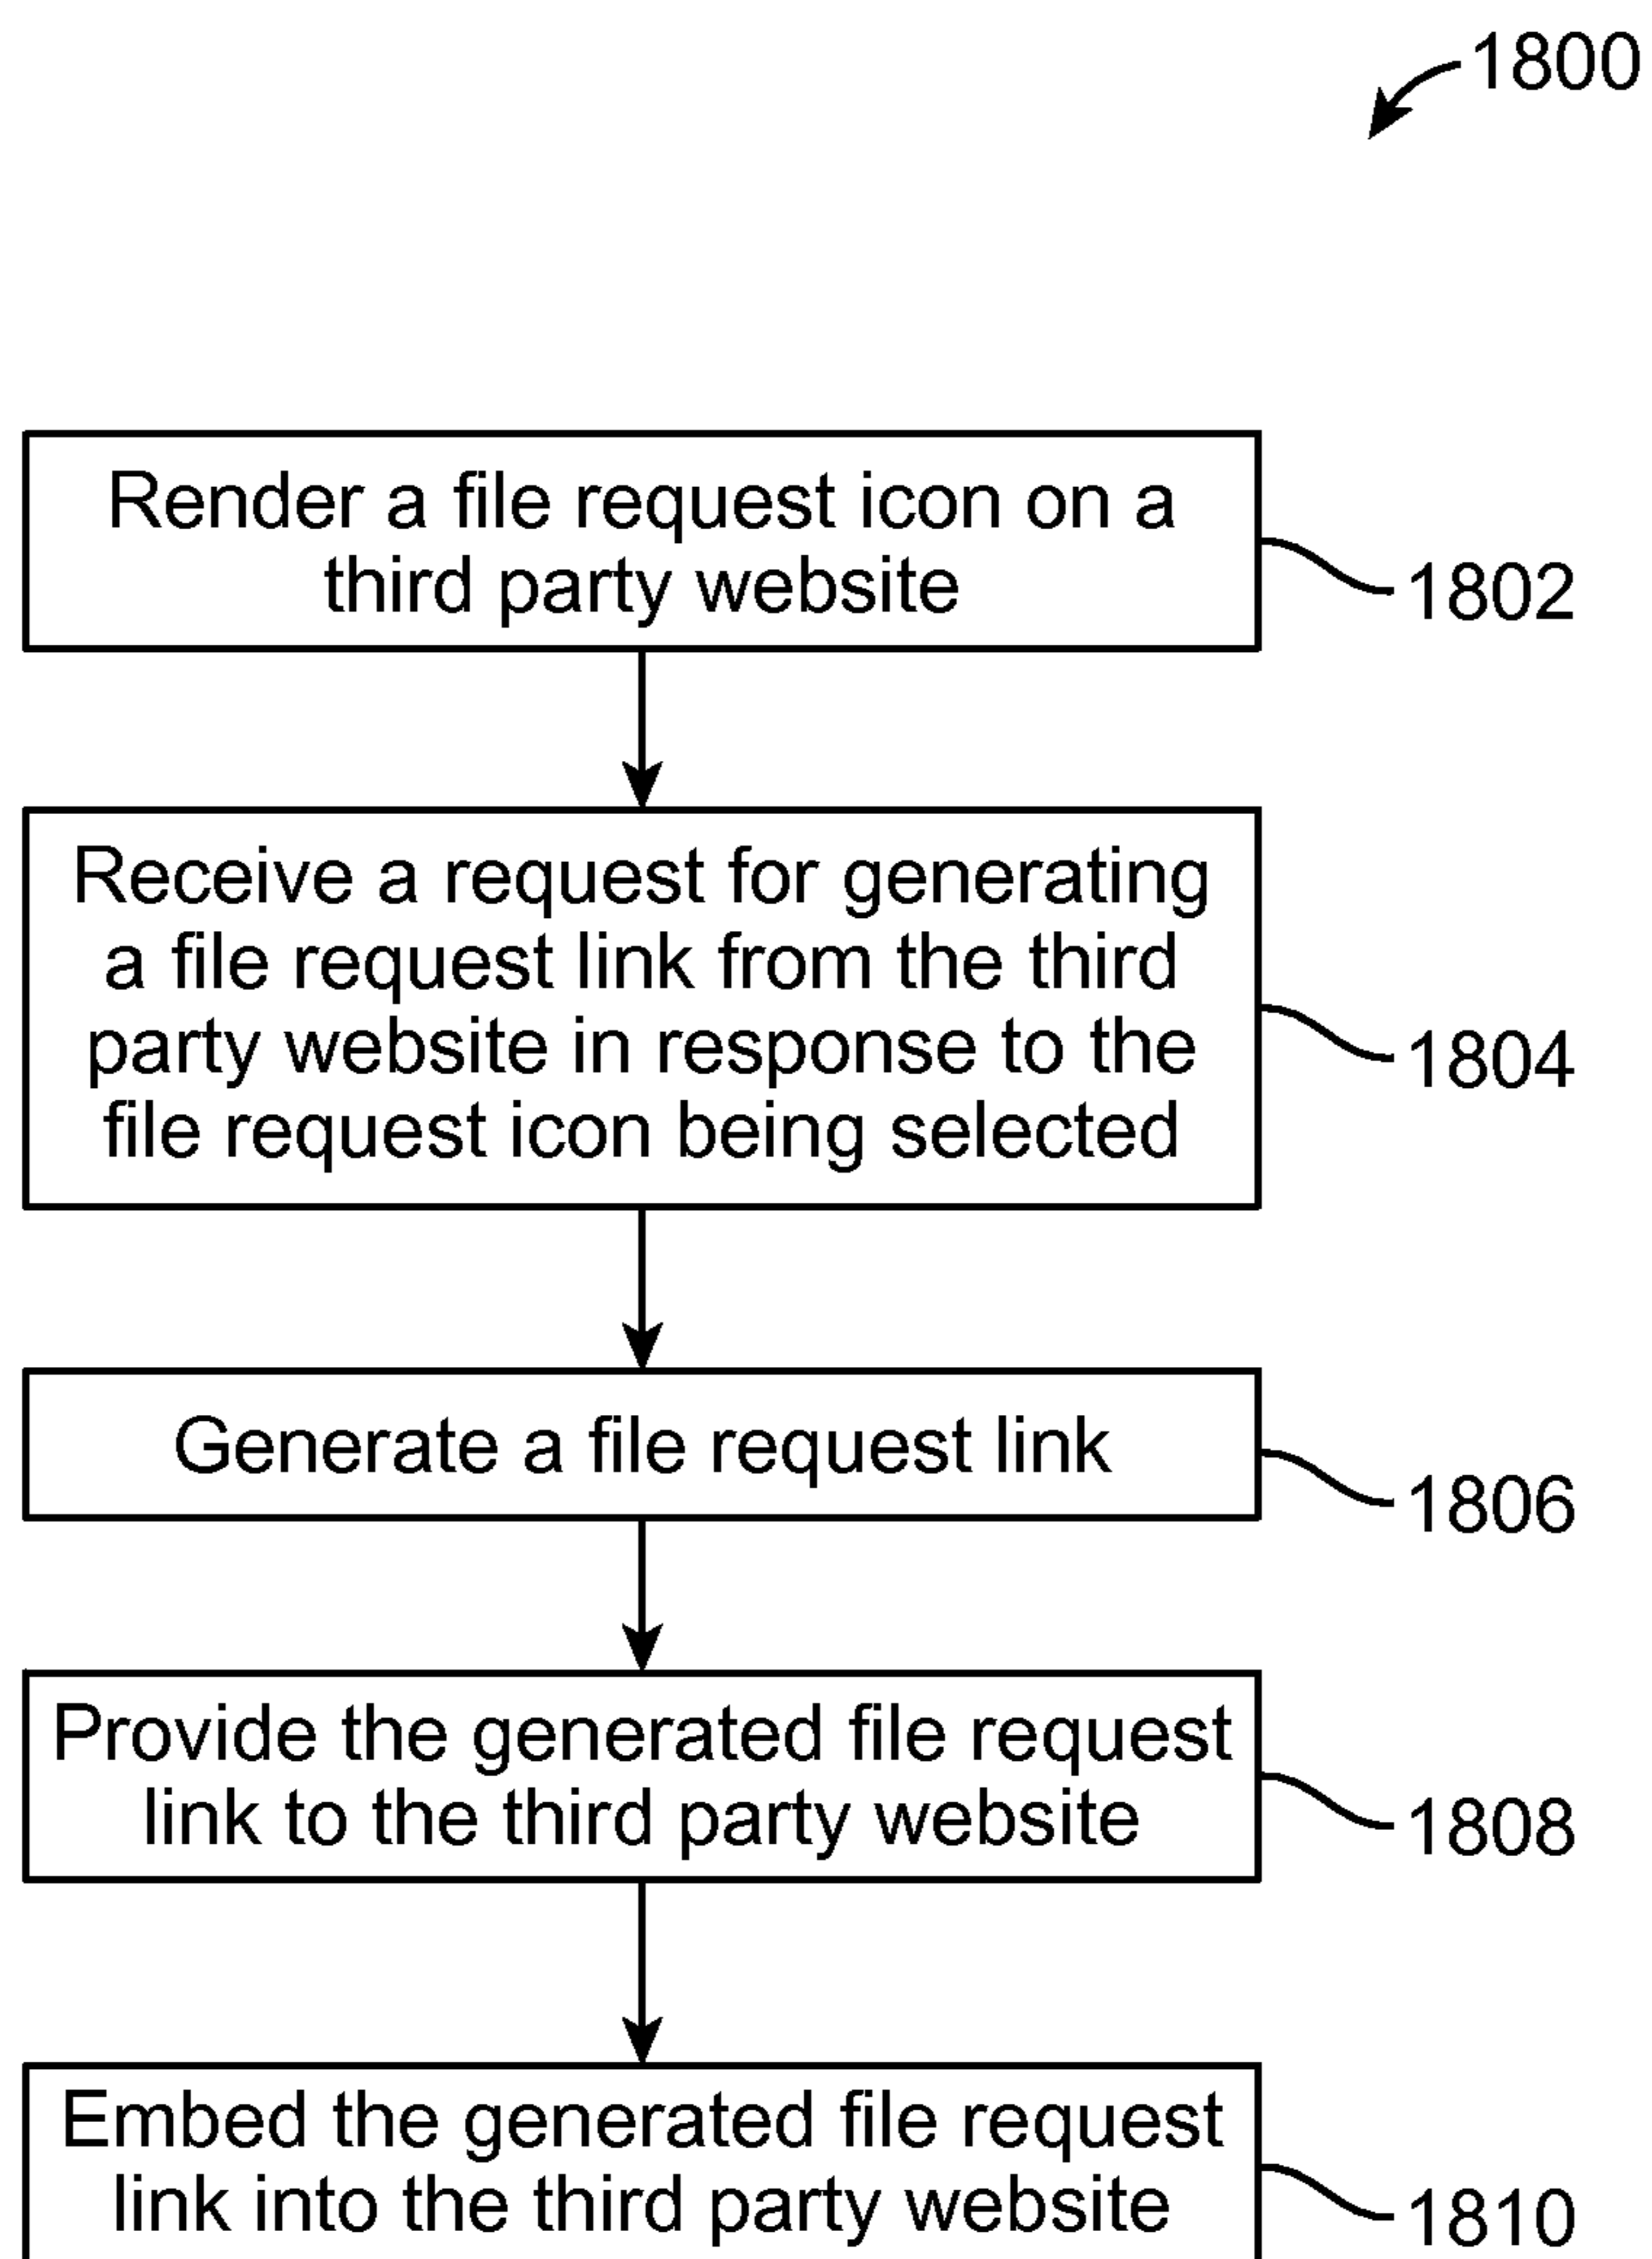 1800
Render a file request icon on a
third party website
1802
Receive a request for generating
a file request link from the third
party website in response to the
file request icon being selected
1804
Generate a file request link
1806
Provide the generated file request
link to the third party website
1808
Embed the generated file request
link into the third party website
1810